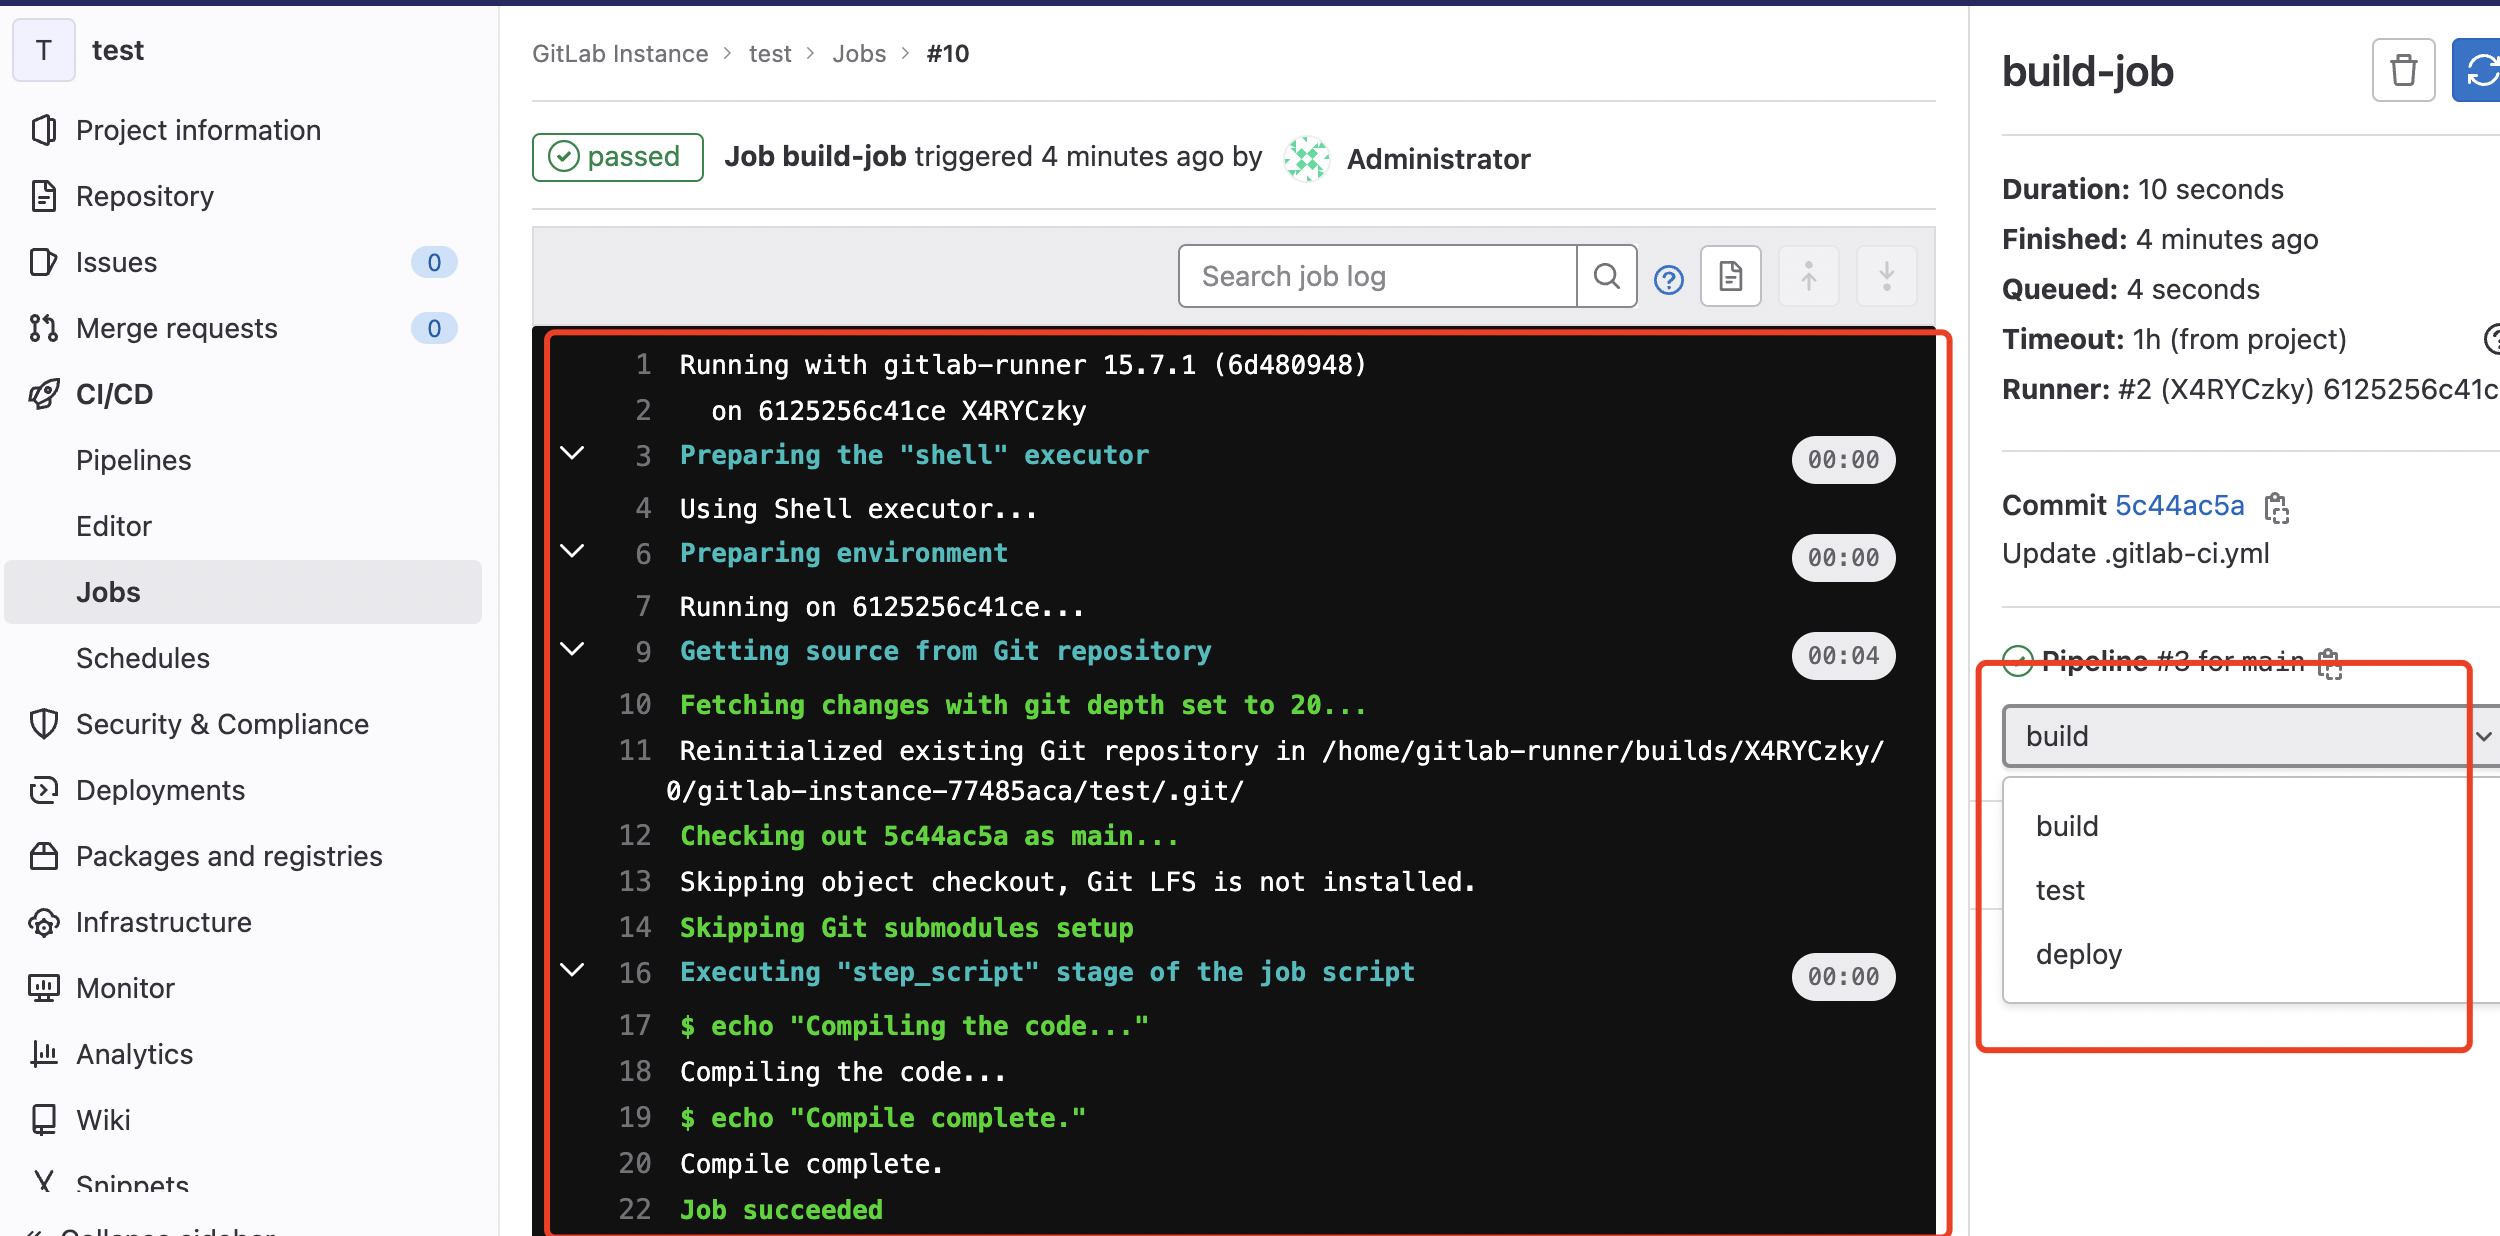 T test
Project information
Repository
Issues 0
Merge requests 0
CI/CD
Pipelines
Editor
Jobs
Schedules
Security & Compliance
Deployments
Packages and registries
Infrastructure
Monitor
Analytics
Wiki
Snippets
Collapse sidebar
GitLab Instance > test > Jobs > #10
passed Job build-job triggered 4 minutes ago by Administrator
Search job log
1 Running with gitlab-runner 15.7.1 (6d480948)
2 on 6125256c41ce X4RYCzky
3 Preparing the "shell" executor 00:00
4 Using Shell executor...
6 Preparing environment 00:00
7 Running on 6125256c41ce...
9 Getting source from Git repository 00:04
10 Fetching changes with git depth set to 20...
11 Reinitialized existing Git repository in /home/gitlab-runner/builds/X4RYCzky/
0/gitlab-instance-77485aca/test/.git/
12 Checking out 5c44ac5a as main...
13 Skipping object checkout, Git LFS is not installed.
14 Skipping Git submodules setup
16 Executing "step_script" stage of the job script 00:00
17 $ echo "Compiling the code..."
18 Compiling the code...
19 $ echo "Compile complete."
20 Compile complete.
22 Job succeeded
build-job
Duration: 10 seconds
Finished: 4 minutes ago
Queued: 4 seconds
Timeout: 1h (from project)
Runner: #2 (X4RYCzky) 6125256c41c
Commit 5c44ac5a
Update .gitlab-ci.yml
Pipeline #3 for main
build
build
test
deploy